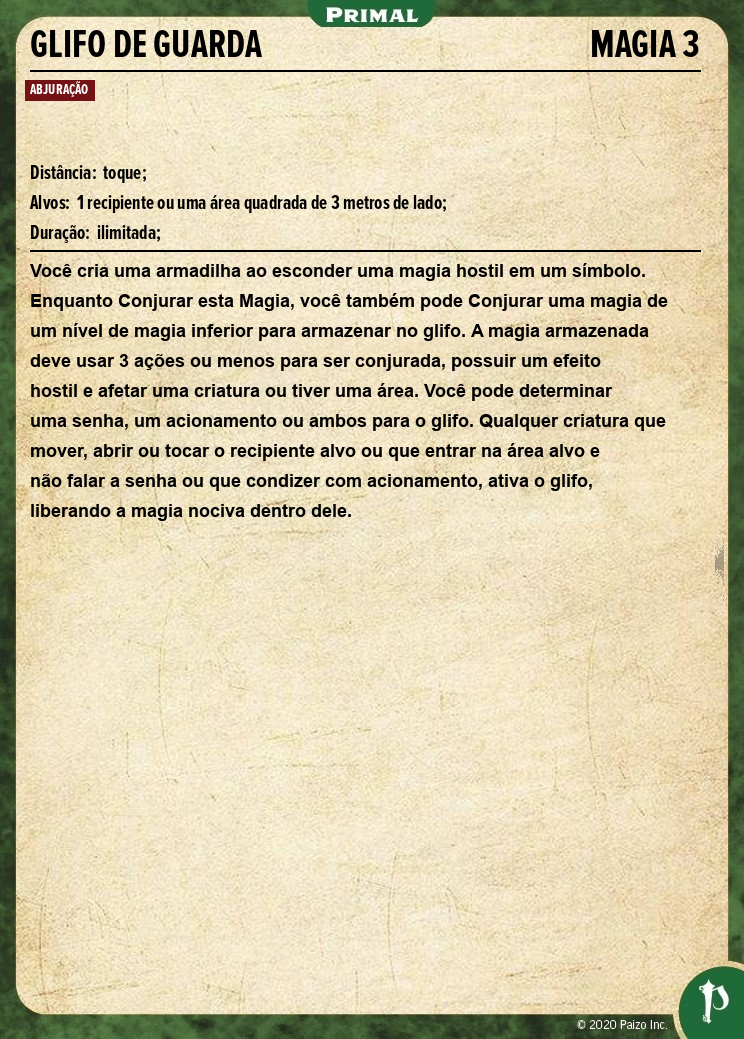 PRIMAL
GLIFO DE GUARDA MAGIA 3
ABJURAÇÃO
Distância: toque;
Alvos: 1 recipiente ou uma área quadrada de 3 metros de lado;
Duração: ilimitada;
Você cria uma armadilha ao esconder uma magia hostil em um símbolo.
Enquanto Conjurar esta Magia, você também pode Conjurar uma magia de
um nível de magia inferior para armazenar no glifo. A magia armazenada
deve usar 3 ações ou menos para ser conjurada, possuir um efeito
hostil e afetar uma criatura ou tiver uma área. Você pode determinar
uma senha, um acionamento ou ambos para o glifo. Qualquer criatura que
mover, abrir ou tocar o recipiente alvo ou que entrar na área alvo e
não falar a senha ou que condizer com acionamento, ativa o glifo,
liberando a magia nociva dentro dele.
© 2020 Paizo Inc.